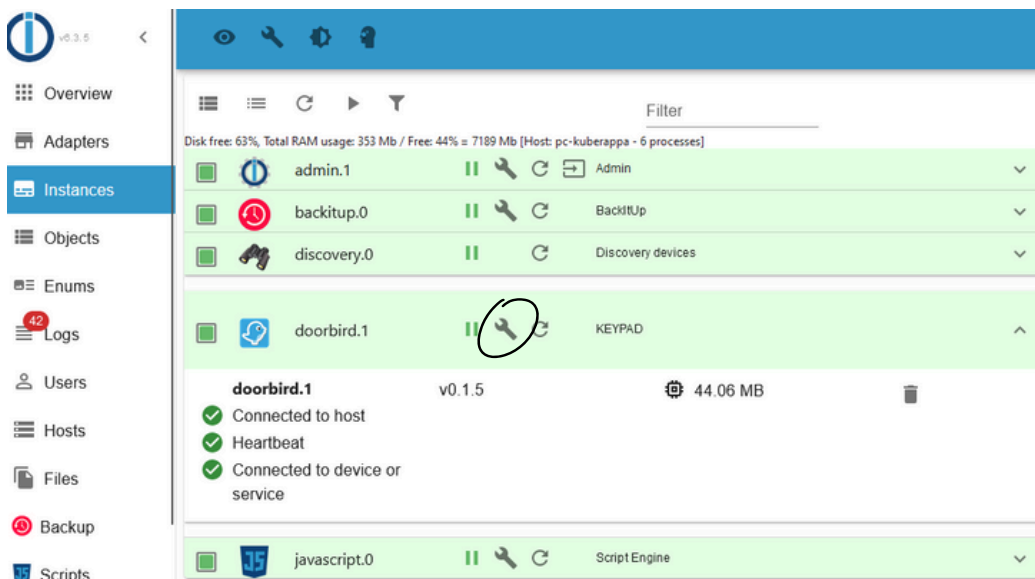 v6.3.5
Overview
Adapters
Instances
Objects
Enums
42
Logs
Users
Hosts
Files
Backup
Scripts
Filter
Disk free: 63%, Total RAM usage: 353 Mb / Free: 44% = 7189 Mb [Host: pc-kuberappa - 6 processes]
admin.1 Admin
backitup.0 BackItUp
discovery.0 Discovery devices
doorbird.1 KEYPAD
doorbird.1 v0.1.5 44.06 MB
Connected to host
Heartbeat
Connected to device or
service
JS javascript.0 Script Engine